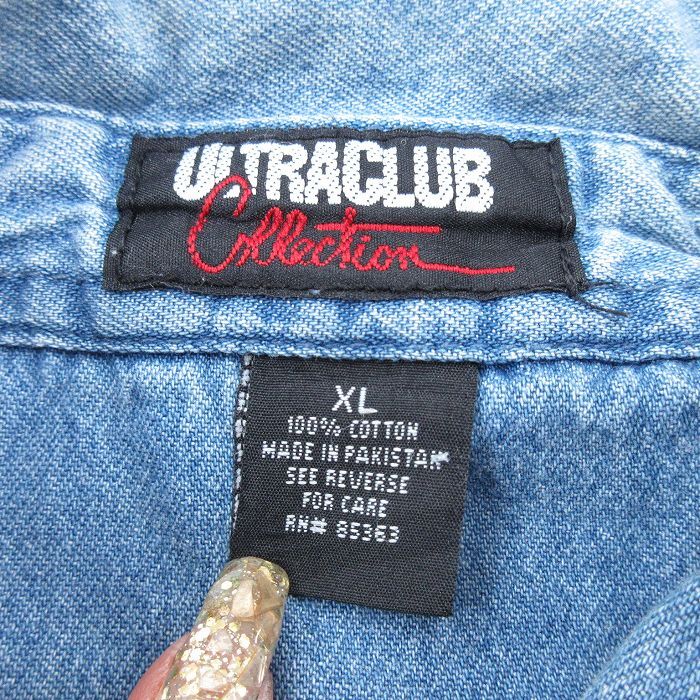 ULTRACLUB
Collection
XL
100% COTTON
MADE IN PAKISTAN
SEE REVERSE
FOR CARE
RN# 85363